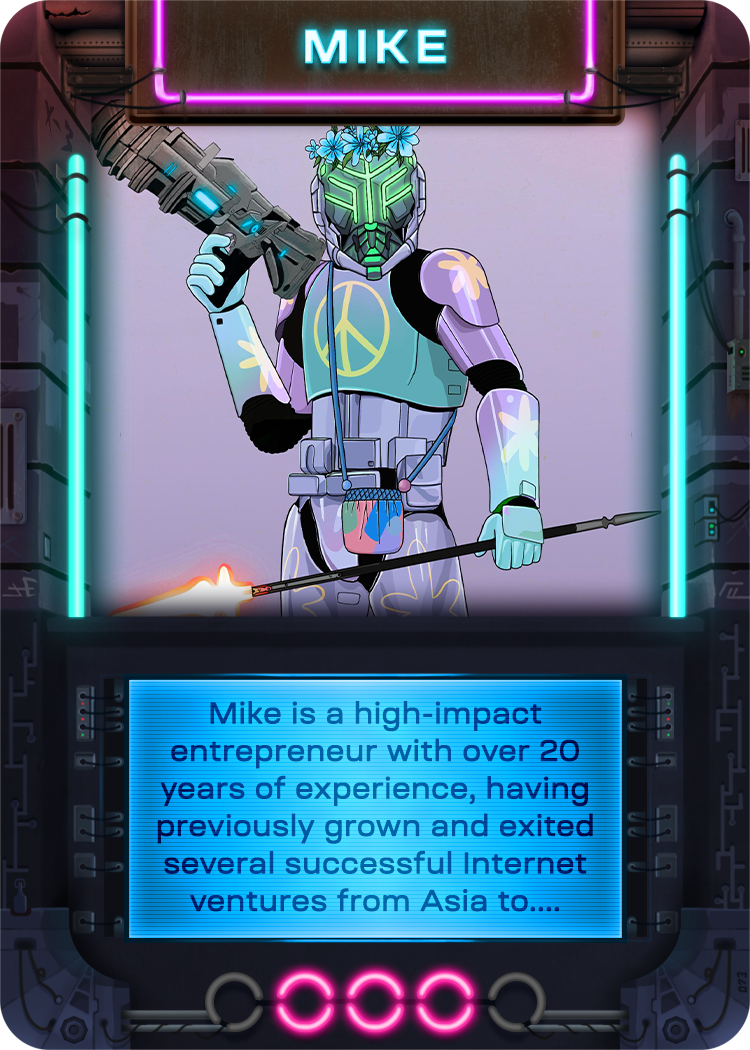 MIKE
Mike is a high-impact
entrepreneur with over 20
years of experience, having
previously grown and exited
several successful Internet
ventures from Asia to....